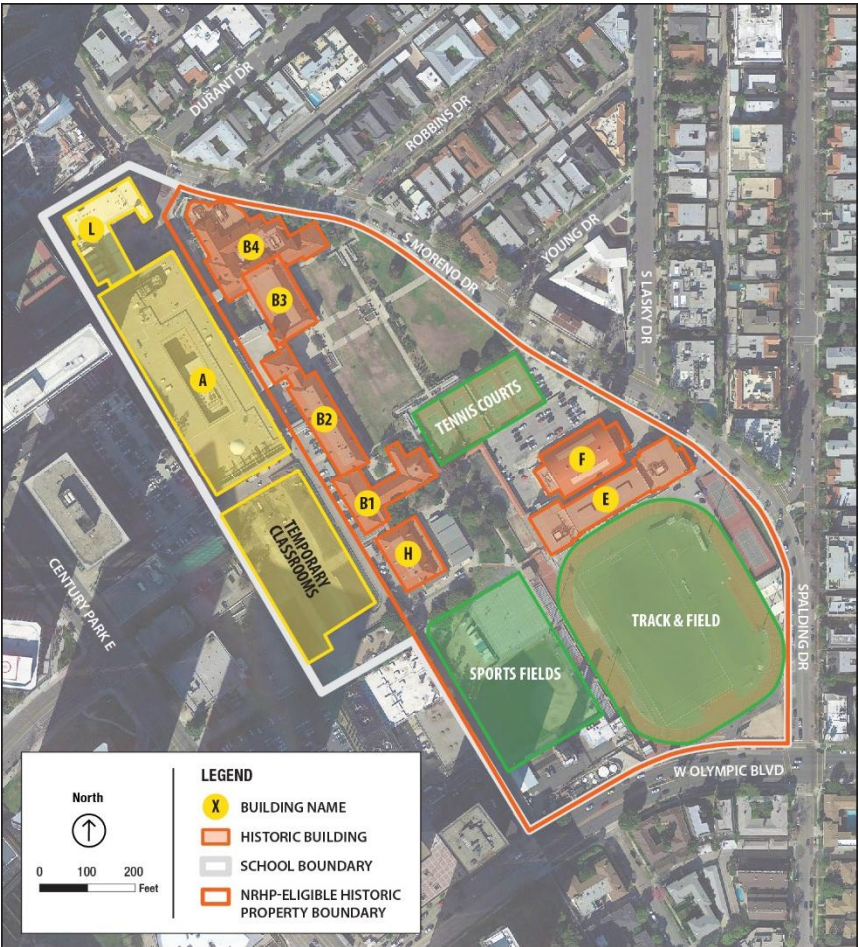 DURANT DR
ROBBINS DR
S MORENO DR
YOUNG DR
S LASKY DR
L
B4
B3
A
B2
TENNIS COURTS
F
B1
E
TEMPORARY
CLASSROOMS
H
CENTURY PARK E
TRACK & FIELD
SPALDING DR
SPORTS FIELDS
W OLYMPIC BLVD
North
0 100 200
Feet
LEGEND
X BUILDING NAME
HISTORIC BUILDING
SCHOOL BOUNDARY
NRHP-ELIGIBLE HISTORIC
PROPERTY BOUNDARY